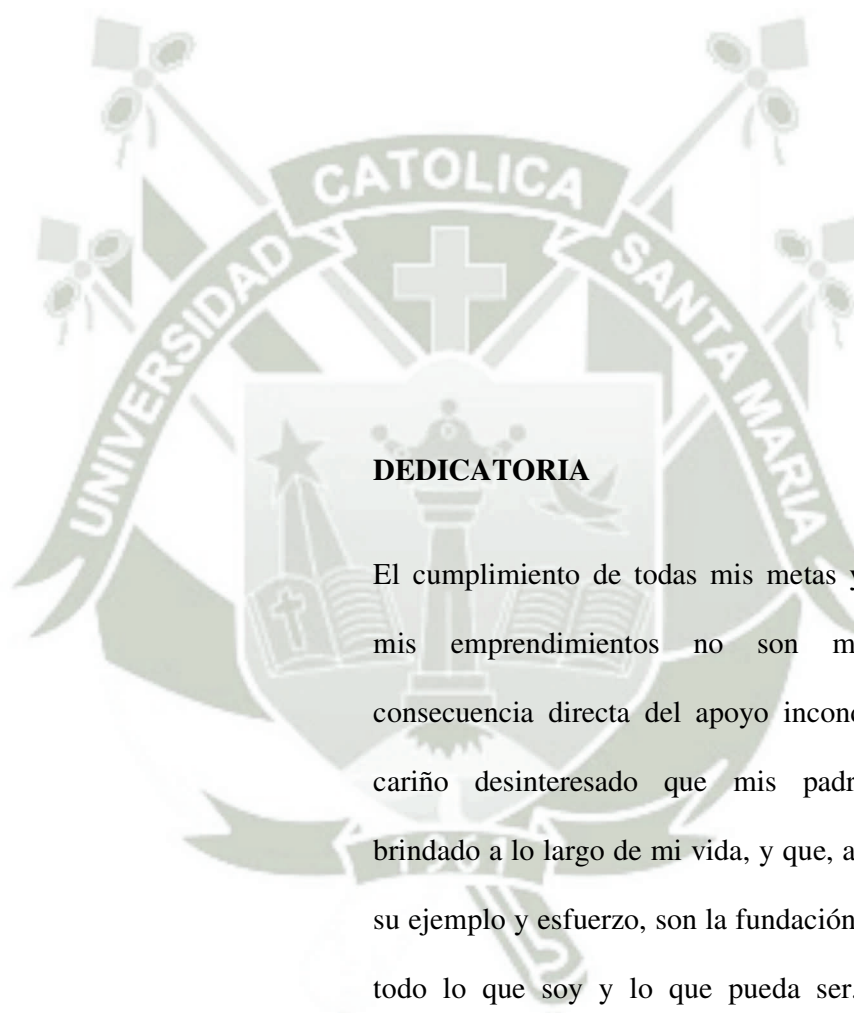 UNIVERSIDAD CATOLICA SANTA MARIA
DEDICATORIA
El cumplimiento de todas mis metas y
mis emprendimientos no son
consecuencia directa del apoyo
cariño desinteresado que mis
brindado a lo largo de mi vida, y que,
su ejemplo y esfuerzo, son la fundación
todo lo que soy y lo que pueda ser.
1961